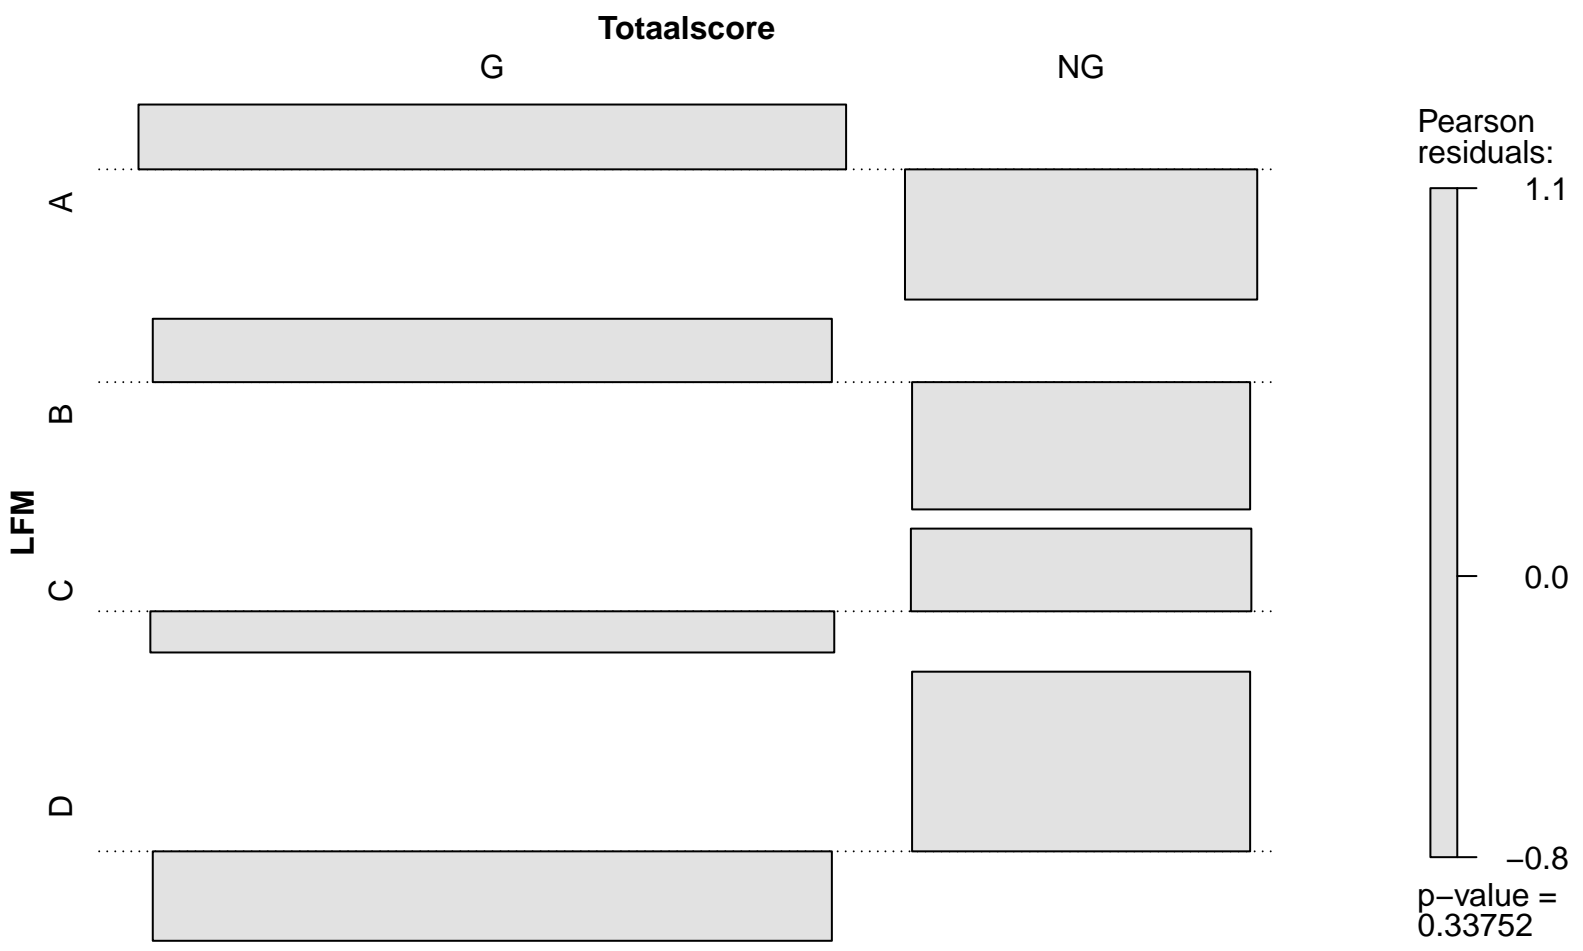 Totaalscore
G
NG
LFM
A
B
C
D
Pearson
residuals:
1.1
0.0
−0.8
p−value =
0.33752